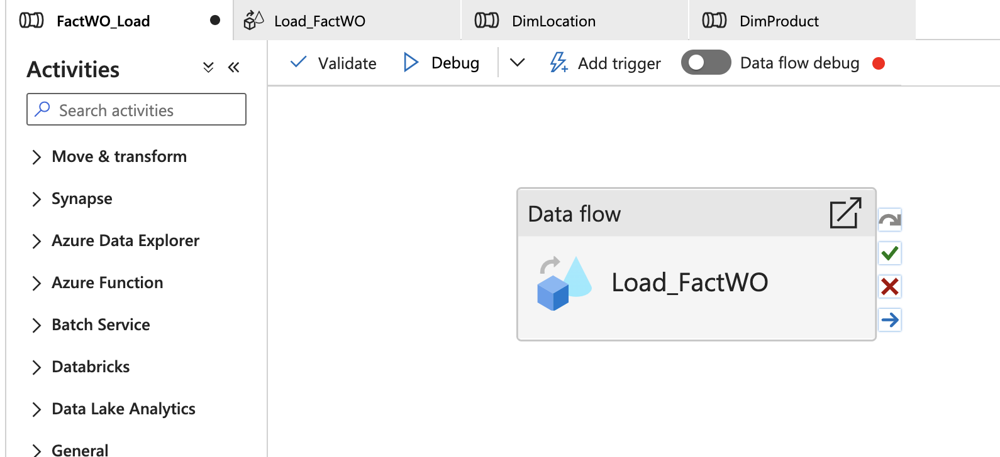 FactWO_Load
Load_FactWO
DimLocation
DimProduct
Activities
Validate
Debug
Add trigger
Data flow debug
Search activities
Move & transform
Synapse
Azure Data Explorer
Azure Function
Batch Service
Databricks
Data Lake Analytics
General
Data flow
Load_FactWO